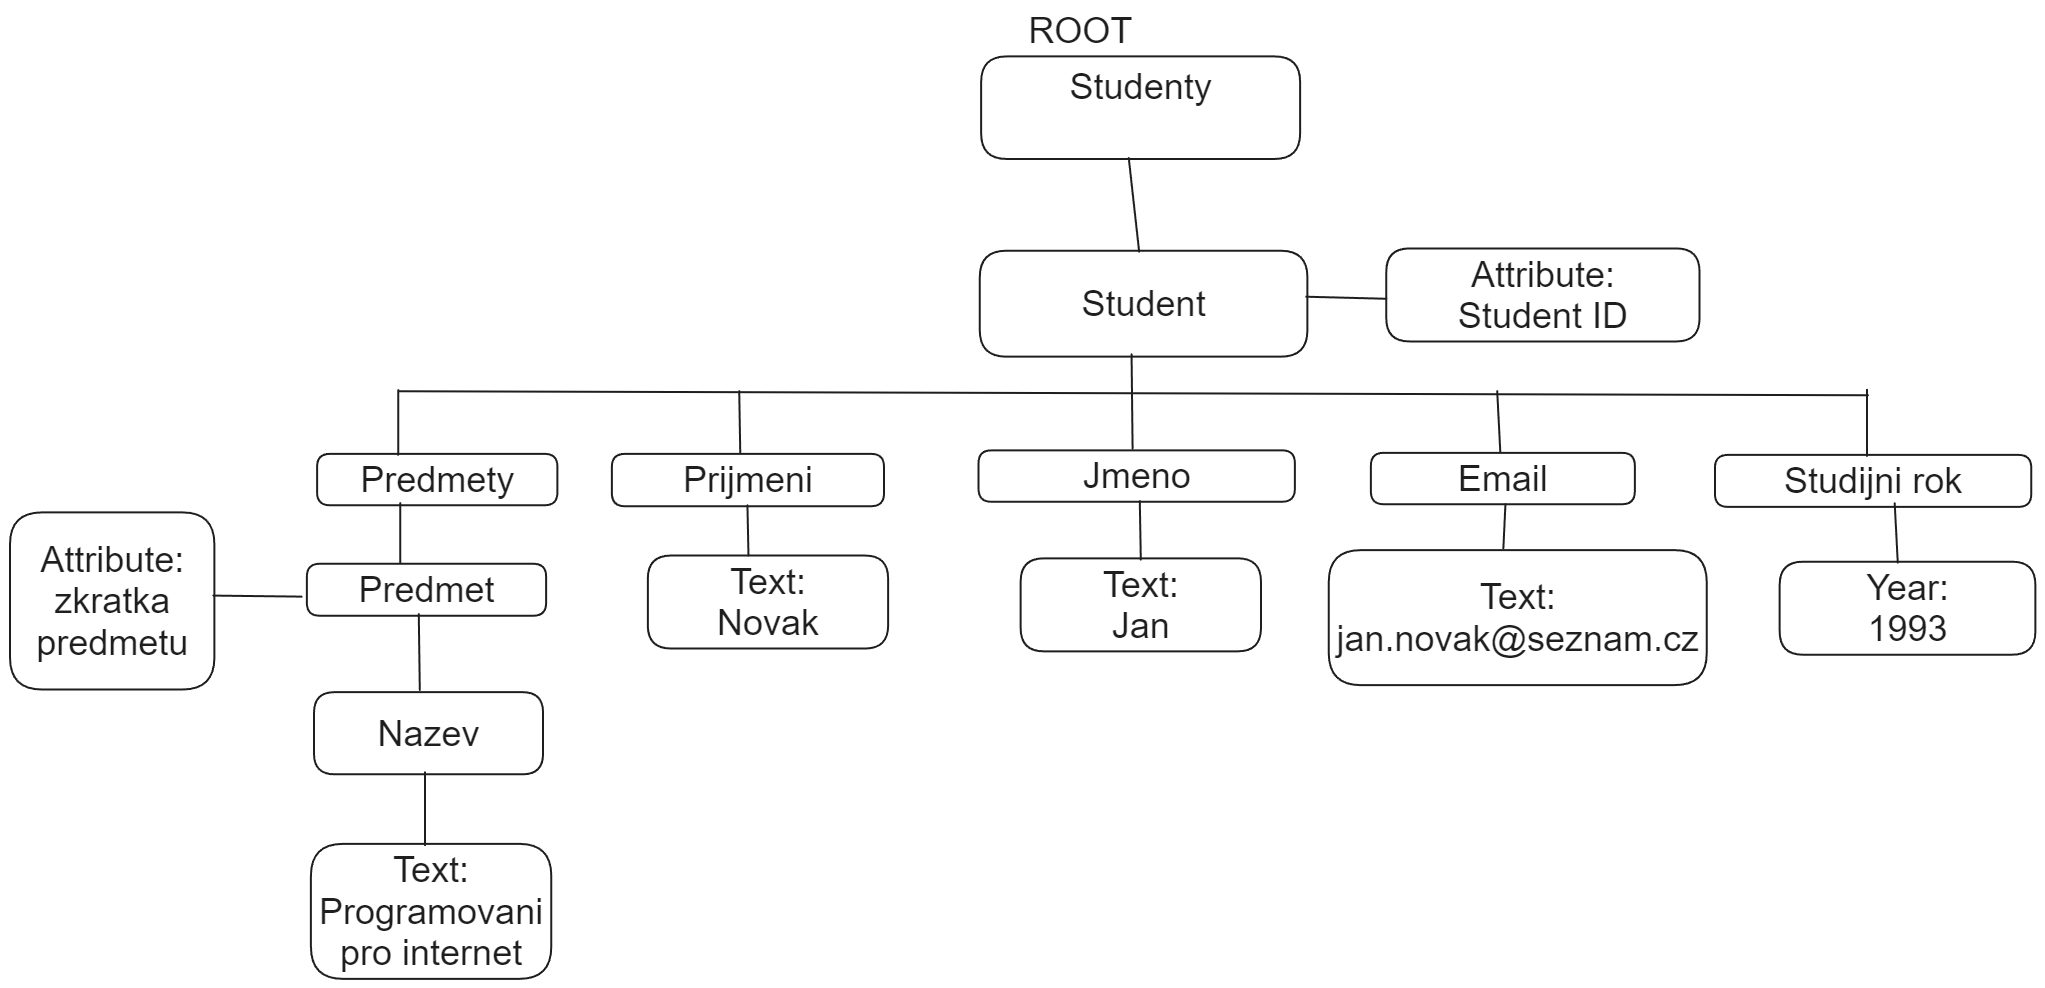 ROOT
Studenty
Student
Attribute:
Student ID
Predmety
Prijmeni
Jmeno
Email
Studijni rok
Attribute:
zkratka
predmetu
Predmet
Text:
Novak
Text:
Jan
Text:
jan.novak@seznam.cz
Year:
1993
Nazev
Text:
Programovani
pro internet